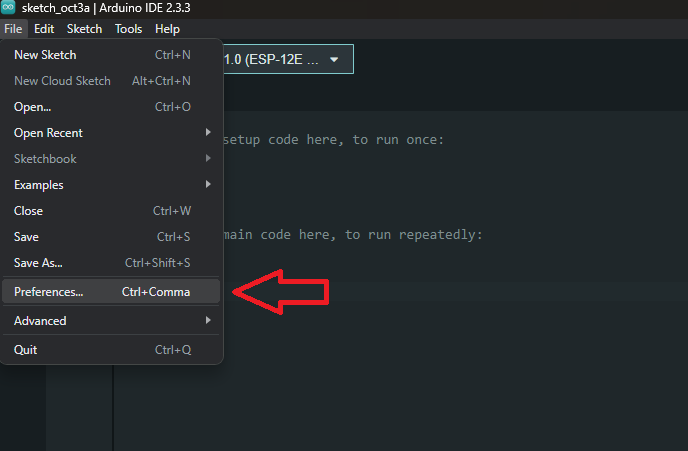 sketch_oct3a | Arduino IDE 2.3.3
File Edit Sketch Tools Help
1.0 (ESP-12E ...
New Sketch Ctrl+N
New Cloud Sketch Alt+Ctrl+N
Open... Ctrl+O
Open Recent
Sketchbook
Examples
Close Ctrl+W
Save Ctrl+S
Save As... Ctrl+Shift+S
Preferences... Ctrl+Comma
Advanced
Quit Ctrl+Q
setup code here, to run once:
main code here, to run repeatedly: